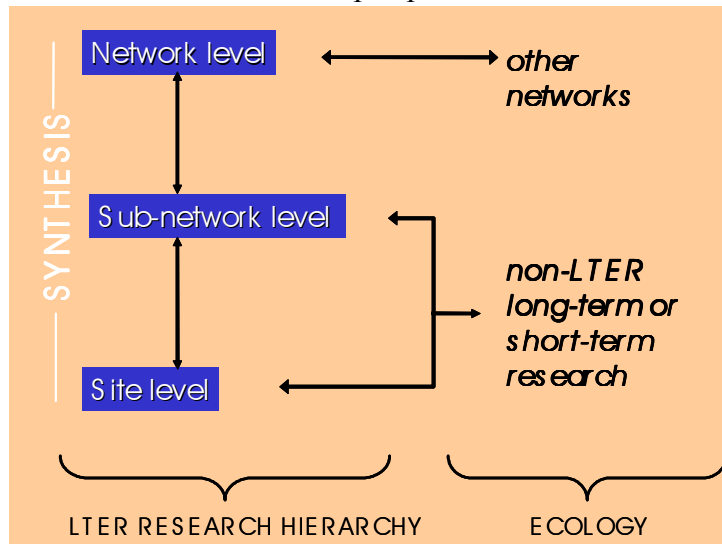 Network level
other
networks
SYNTHESIS
Sub-network level
non-LTER
long-term or
short-term
research
Site level
LTER RESEARCH HIERARCHY
ECOLOGY